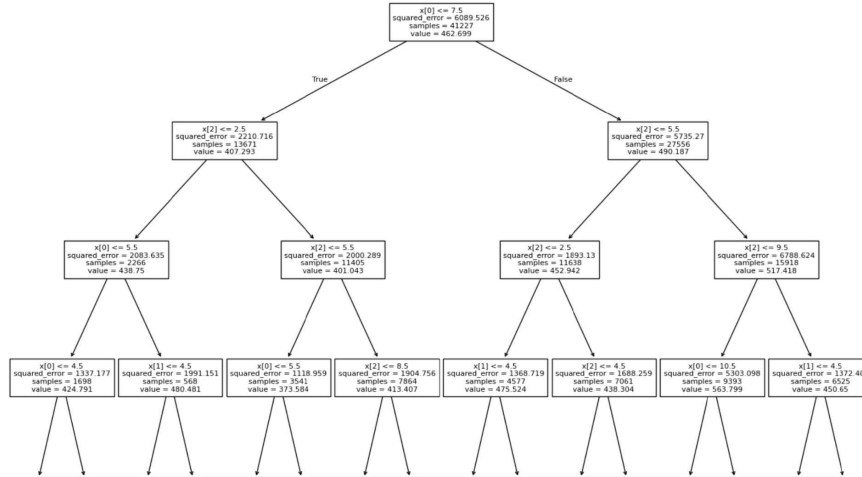 x[0] <= 7.5
squared_error = 6089.526
samples = 41227
value = 462.699
True
False
x[2] <= 2.5
squared_error = 2210.716
samples = 13671
value = 407.293
x[2] <= 5.5
squared_error = 5735.27
samples = 27556
value = 490.187
x[0] <= 5.5
squared_error = 2083.635
samples = 2266
value = 438.75
x[2] <= 5.5
squared_error = 2000.289
samples = 11405
value = 401.043
x[2] <= 2.5
squared_error = 1893.13
samples = 11638
value = 452.942
x[2] <= 9.5
squared_error = 6788.624
samples = 15918
value = 517.418
x[0] <= 4.5
squared_error = 1337.177
samples = 1698
value = 424.791
x[1] <= 4.5
squared_error = 1991.151
samples = 568
value = 480.481
x[0] <= 5.5
squared_error = 1118.959
samples = 3541
value = 373.584
x[2] <= 8.5
squared_error = 1904.756
samples = 7864
value = 413.407
x[1] <= 4.5
squared_error = 1368.719
samples = 4577
value = 475.524
x[2] <= 4.5
squared_error = 1688.259
samples = 7061
value = 438.304
x[0] <= 10.5
squared_error = 5303.098
samples = 9393
value = 563.799
x[1] <= 4.5
squared_error = 1372.40
samples = 6525
value = 450.65